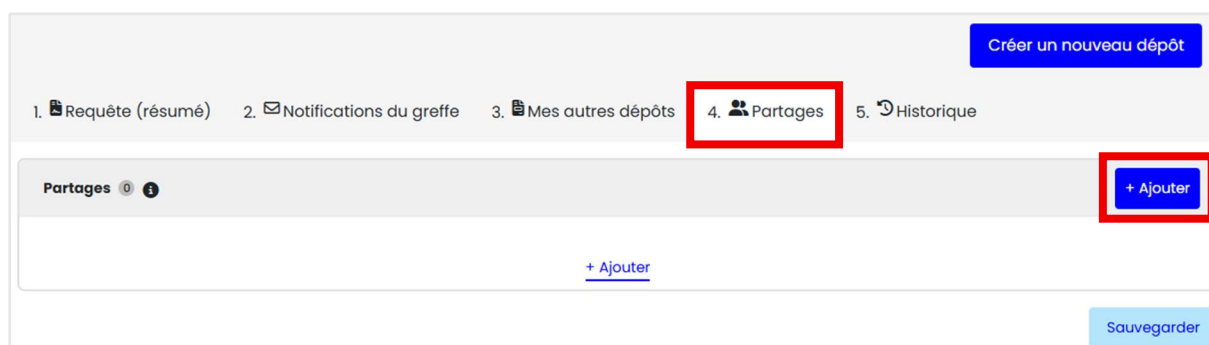 Créer un nouveau dépôt
1. Requête (résumé) 2. Notifications du greffe 3. Mes autres dépôts 4. Partages 5. Historique
Partages 0 + Ajouter
+ Ajouter
Sauvegarder